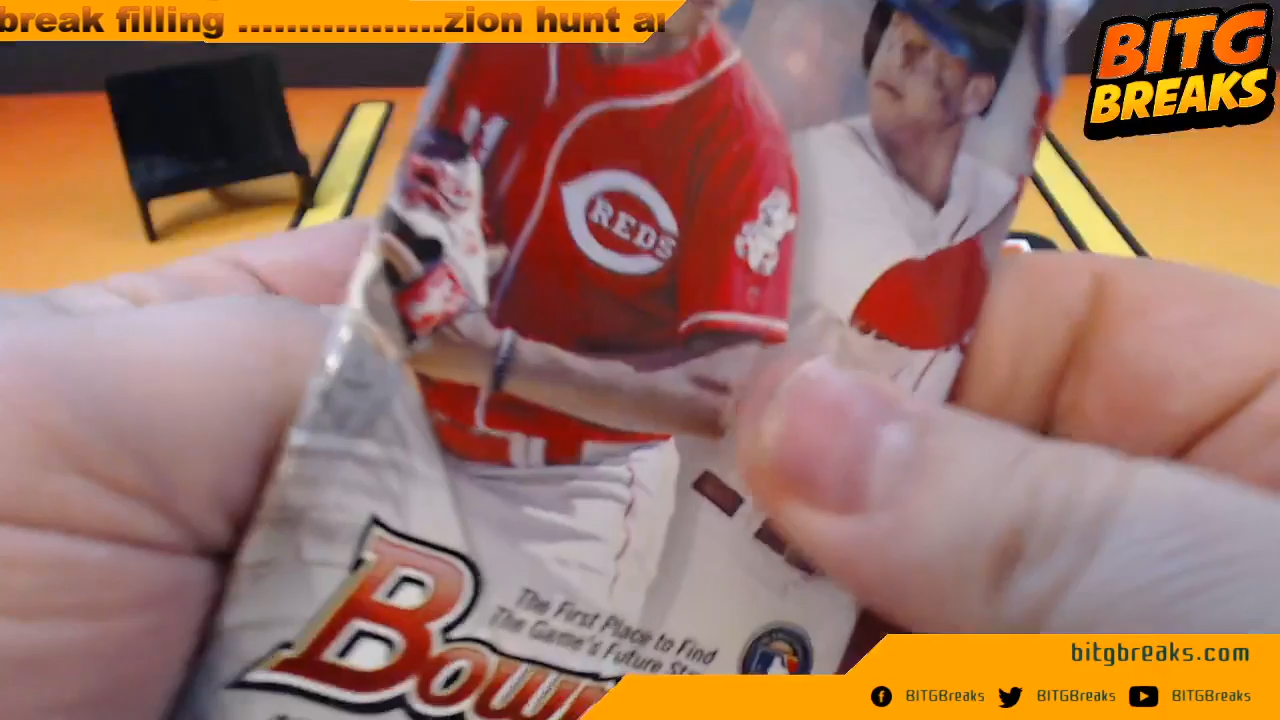 break filling ..................zion hunt a
BITG
BREAKS
REDS
The First Place to Find
The Game's Future
Bow
bitgbreaks.com
BITGBreaks
BITGBreaks
BITGBreaks